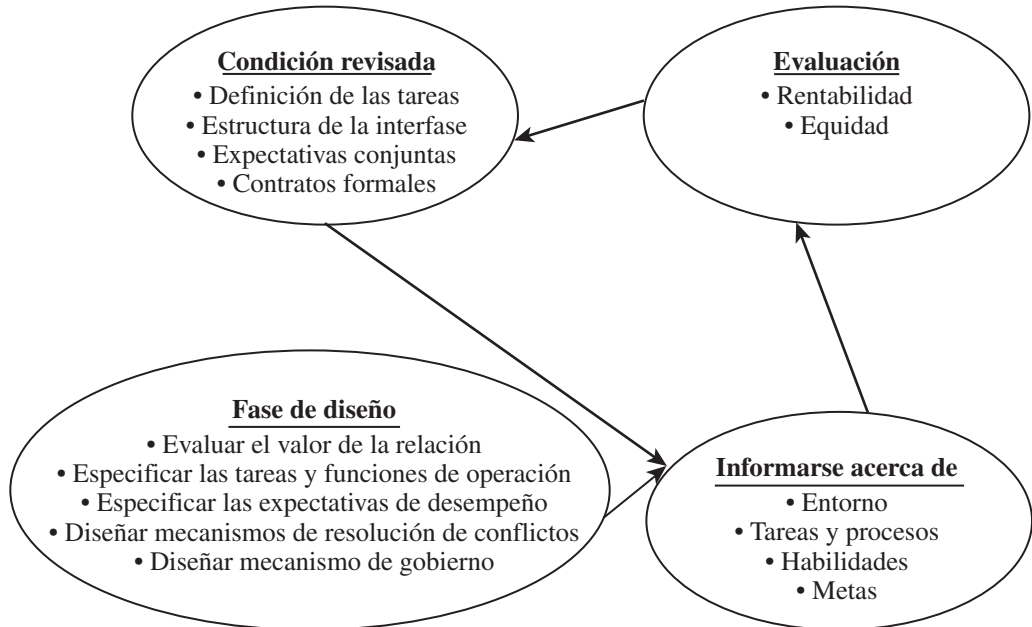 Condición revisada
• Definición de las tareas
• Estructura de la interfase
• Expectativas conjuntas
• Contratos formales
Evaluación
• Rentabilidad
• Equidad
Fase de diseño
• Evaluar el valor de la relación
• Especificar las tareas y funciones de operación
• Especificar las expectativas de desempeño
• Diseñar mecanismos de resolución de conflictos
• Diseñar mecanismo de gobierno
Informarse acerca de
• Entorno
• Tareas y procesos
• Habilidades
• Metas